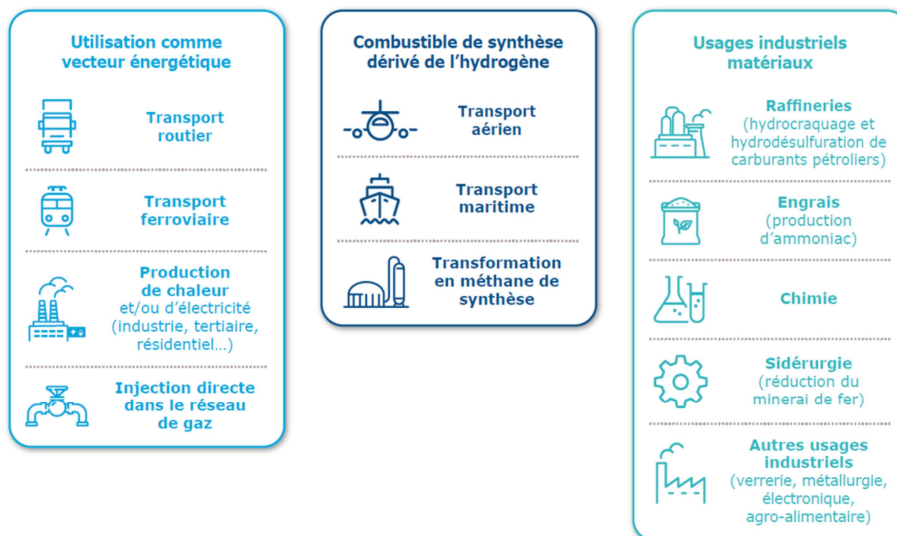 Utilisation comme
vecteur énergétique
Transport
routier
Transport
ferroviaire
Production
de chaleur
et/ou d'électricité
(industrie, tertiaire,
résidentiel...)
Injection directe
dans le réseau
de gaz
Combustible de synthèse
dérivé de l'hydrogène
Transport
aérien
Transport
maritime
Transformation
en méthane de
synthèse
Usages industriels
matériaux
Raffineries
(hydrocraquage et
hydrodésulfuration de
carburants pétroliers)
Engrais
(production
d'ammoniac)
Chimie
Sidérurgie
(réduction du
minerai de fer)
Autres usages
industriels
(verrerie, métallurgie,
électronique,
agro-alimentaire)